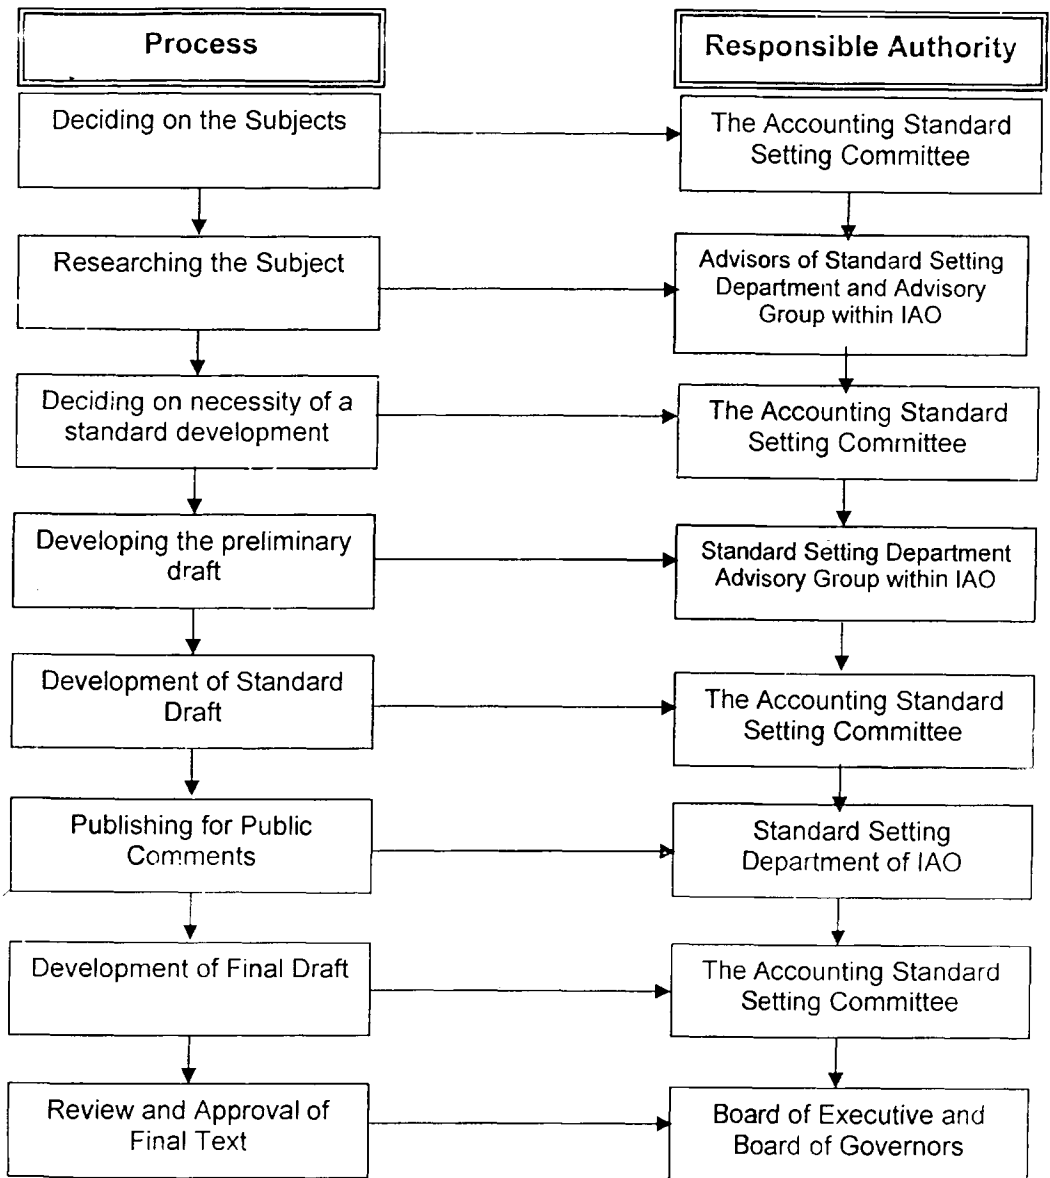 Process
Responsible Authority
Deciding on the Subjects
The Accounting Standard
Setting Committee
Researching the Subject
Advisors of Standard Setting
Department and Advisory
Group within IAO
Deciding on necessity of a
standard development
The Accounting Standard
Setting Committee
Developing the preliminary
draft
Standard Setting Department
Advisory Group within IAO
Development of Standard
Draft
The Accounting Standard
Setting Committee
Publishing for Public
Comments
Standard Setting
Department of IAO
Development of Final Draft
The Accounting Standard
Setting Committee
Review and Approval of
Final Text
Board of Executive and
Board of Governors